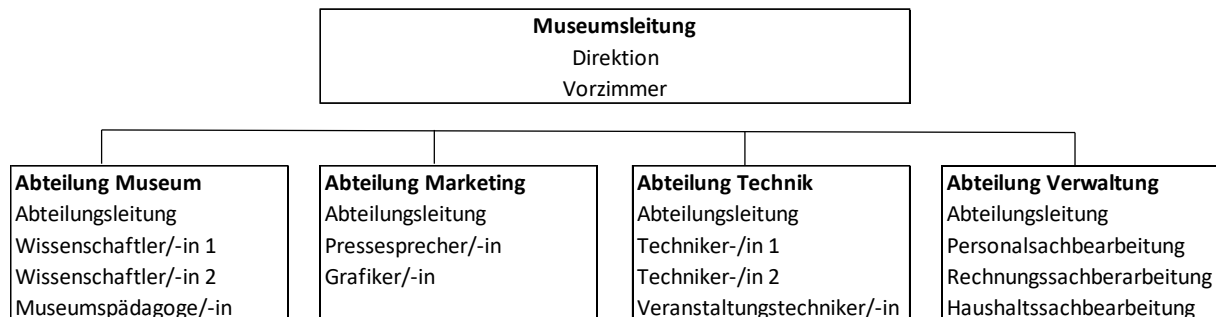 Museumsleitung
Direktion
Vorzimmer
Abteilung Museum
Abteilungsleitung
Wissenschaftler/-in 1
Wissenschaftler/-in 2
Museumspädagoge/-in
Abteilung Marketing
Abteilungsleitung
Pressesprecher/-in
Grafiker/-in
Abteilung Technik
Abteilungsleitung
Techniker-/in 1
Techniker-/in 2
Veranstaltungstechniker/-in
Abteilung Verwaltung
Abteilungsleitung
Personalsachbearbeitung
Rechnungssachberarbeitung
Haushaltssachbearbeitung